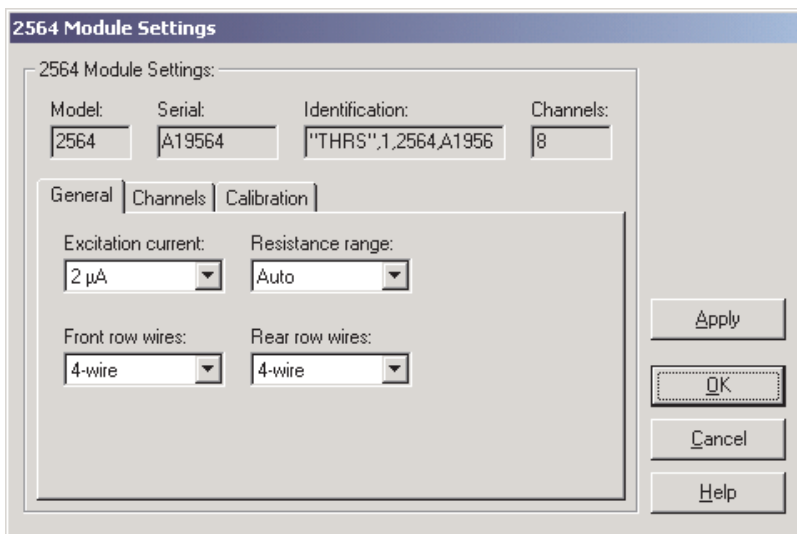 2564 Module Settings
2564 Module Settings:
Model: Serial: Identification: Channels:
2564 A19564 "THRS",1,2564,A1956 8
General Channels Calibration
Excitation current: Resistance range:
2 µA Auto
Front row wires: Rear row wires:
4-wire 4-wire
Apply
OK
Cancel
Help